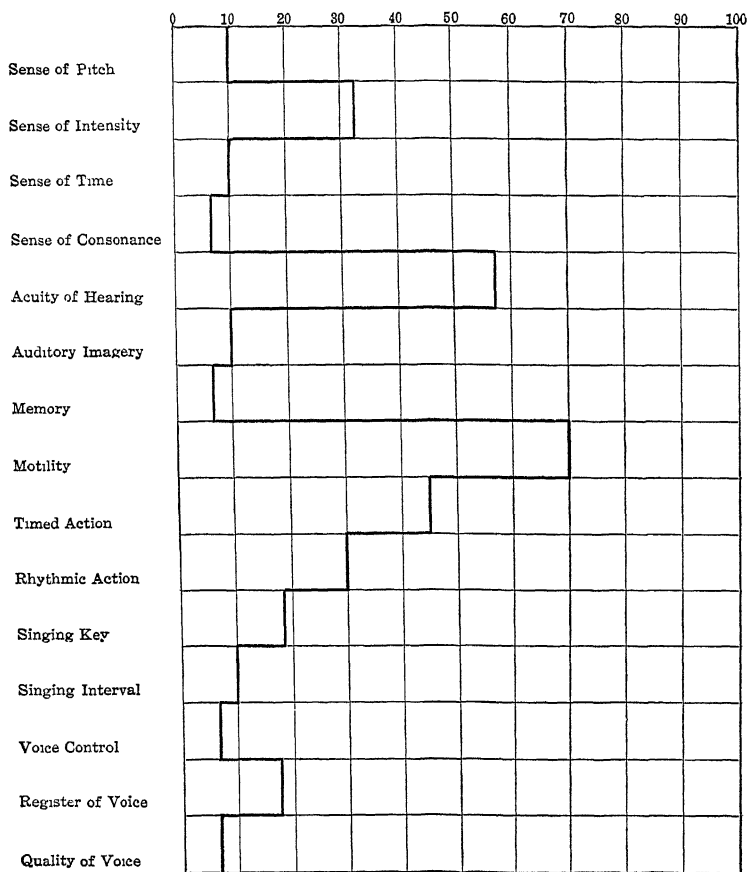 0 10 20 30 40 50 60 70 80 90 100
Sense of Pitch
Sense of Intensity
Sense of Time
Sense of Consonance
Acuity of Hearing
Auditory Imagery
Memory
Motility
Timed Action
Rhythmic Action
Singing Key
Singing Interval
Voice Control
Register of Voice
Quality of Voice